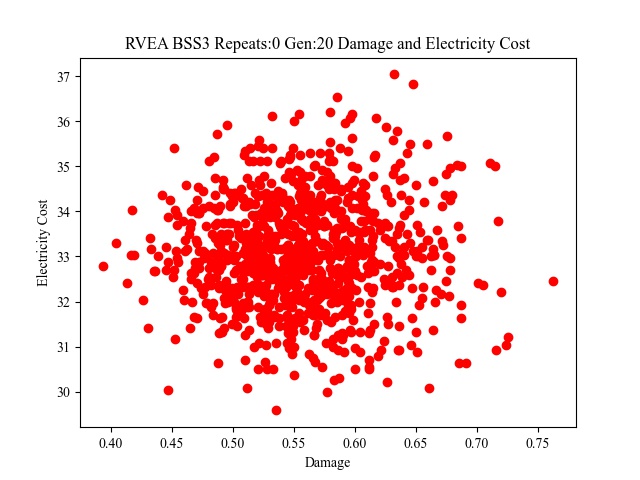 RVEA BSS3 Repeats:0 Gen:20 Damage and Electricity Cost
37
36
35
34
33
32
31
30
Electricity Cost
0.40 0.45 0.50 0.55 0.60 0.65 0.70 0.75
Damage